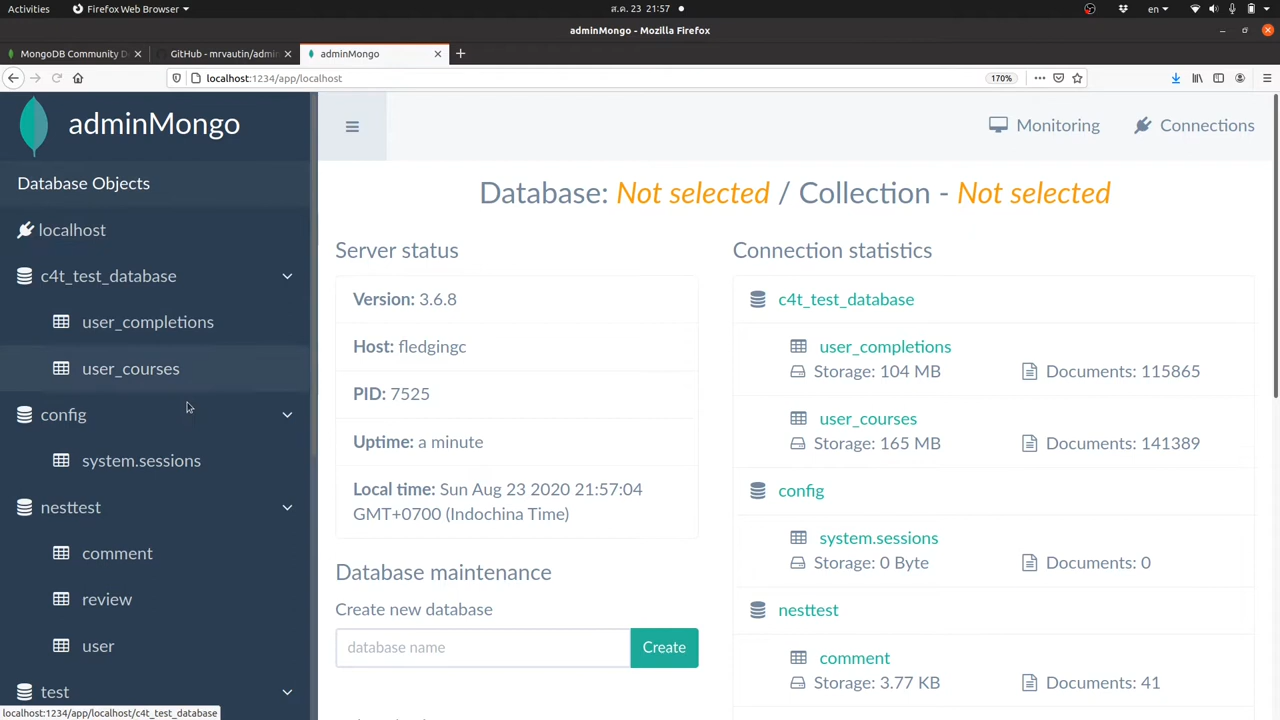 Activities
Firefox Web Browser
ส.ค. 23 21:57
en
adminMongo - Mozilla Firefox
MongoDB Community D
GitHub - mrvautin/admi
adminMongo
localhost:1234/app/localhost
170%
adminMongo
Monitoring
Connections
Database Objects
localhost
c4t_test_database
user_completions
user_courses
config
system.sessions
nesttest
comment
review
user
test
Database: Not selected / Collection - Not selected
Server status
Version: 3.6.8
Host: fledgingc
PID: 7525
Uptime: a minute
Local time: Sun Aug 23 2020 21:57:04
GMT+0700 (Indochina Time)
Database maintenance
Create new database
database name
Create
Connection statistics
c4t_test_database
user_completions
Storage: 104 MB
Documents: 115865
user_courses
Storage: 165 MB
Documents: 141389
config
system.sessions
Storage: 0 Byte
Documents: 0
nesttest
comment
Storage: 3.77 KB
Documents: 41
localhost:1234/app/localhost/c4t_test_database